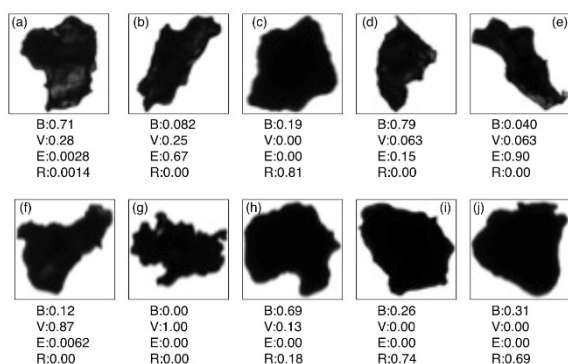 (a) (b) (c) (d) (e)
B:0.71 B:0.082 B:0.19 B:0.79 B:0.040
V:0.28 V:0.25 V:0.00 V:0.063 V:0.063
E:0.0028 E:0.67 E:0.00 E:0.15 E:0.90
R:0.0014 R:0.00 R:0.81 R:0.00 R:0.00
(f) (g) (h) (i) (j)
B:0.12 B:0.00 B:0.69 B:0.26 B:0.31
V:0.87 V:1.00 V:0.13 V:0.00 V:0.00
E:0.0062 E:0.00 E:0.00 E:0.00 E:0.00
R:0.00 R:0.00 R:0.18 R:0.74 R:0.69